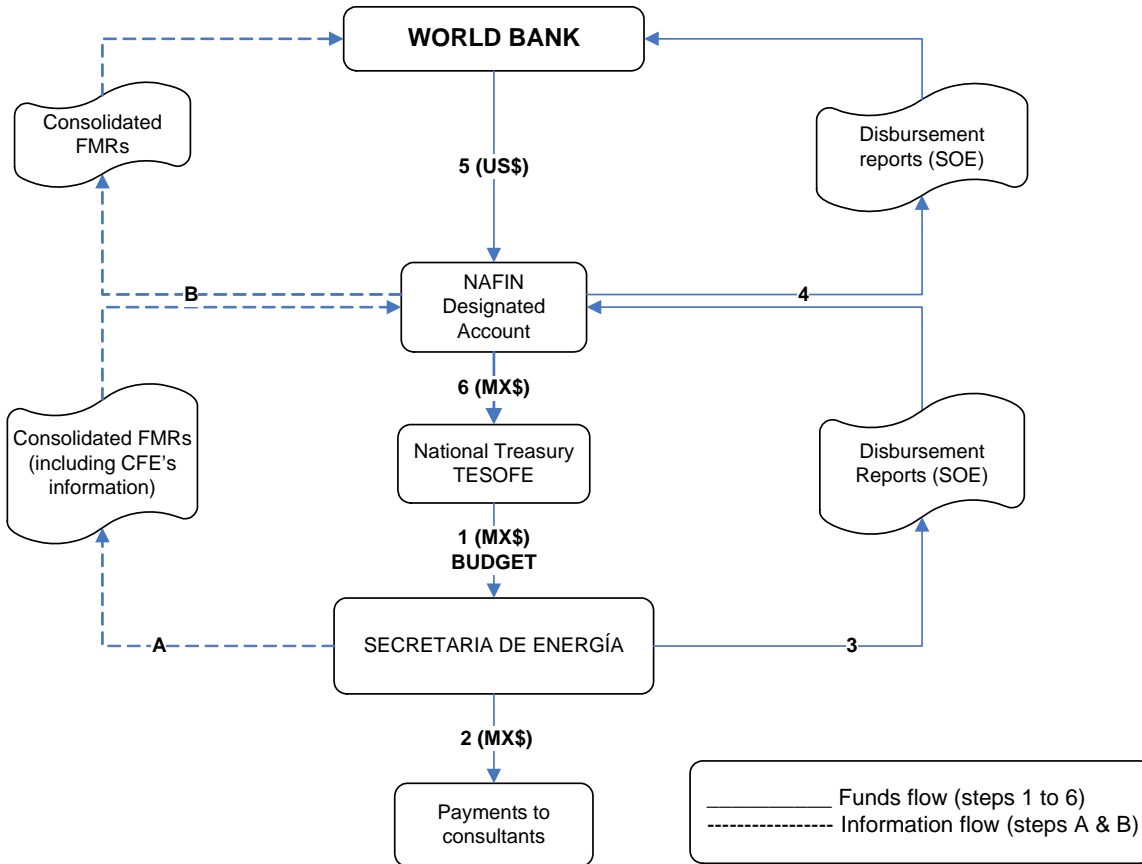 WORLD BANK
Consolidated
FMRs
Disbursement
reports (SOE)
5 (US$)
NAFIN
Designated
Account
B
4
6 (MX$)
Consolidated FMRs
(including CFE's
information)
National Treasury
TESOFE
Disbursement
Reports (SOE)
1 (MX$)
BUDGET
SECRETARIA DE ENERGÍA
A
3
2 (MX$)
Payments to
consultants
___________ Funds flow (steps 1 to 6)
----------------- Information flow (steps A & B)